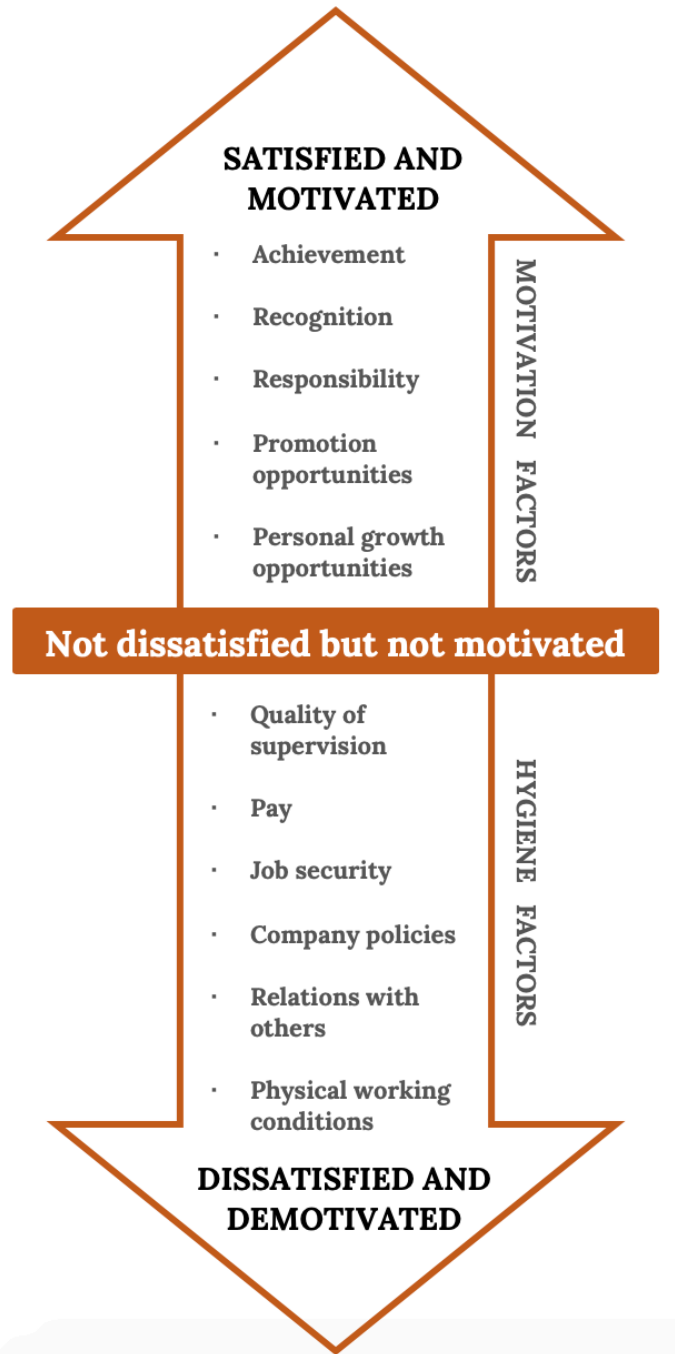 SATISFIED AND
MOTIVATED
· Achievement
· Recognition
· Responsibility
· Promotion
opportunities
· Personal growth
opportunities
MOTIVATION FACTORS
Not dissatisfied but not motivated
· Quality of
supervision
· Pay
· Job security
· Company policies
· Relations with
others
· Physical working
conditions
HYGIENE FACTORS
DISSATISFIED AND
DEMOTIVATED